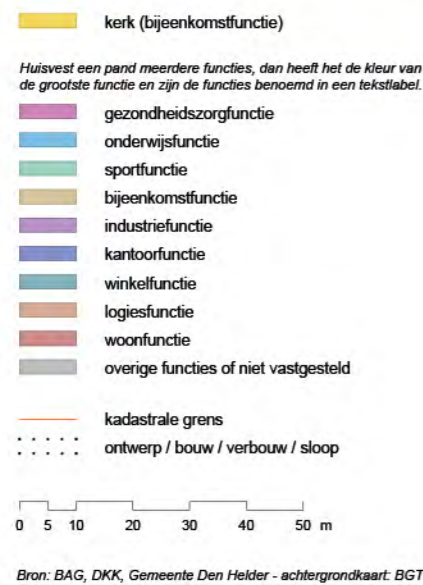 kerk (bijeenkomstfunctie)
Huisvest een pand meerdere functies, dan heeft het de kleur van
de grootste functie en zijn de functies benoemd in een tekstlabel.
gezondheidszorgfunctie
onderwijsfunctie
sportfunctie
bijeenkomstfunctie
industriefunctie
kantoorfunctie
winkelfunctie
logiesfunctie
woonfunctie
overige functies of niet vastgesteld
kadastrale grens
ontwerp / bouw / verbouw / sloop
0 5 10 20 30 40 50 m
Bron: BAG, DKK, Gemeente Den Helder - achtergrondkaart: BGT